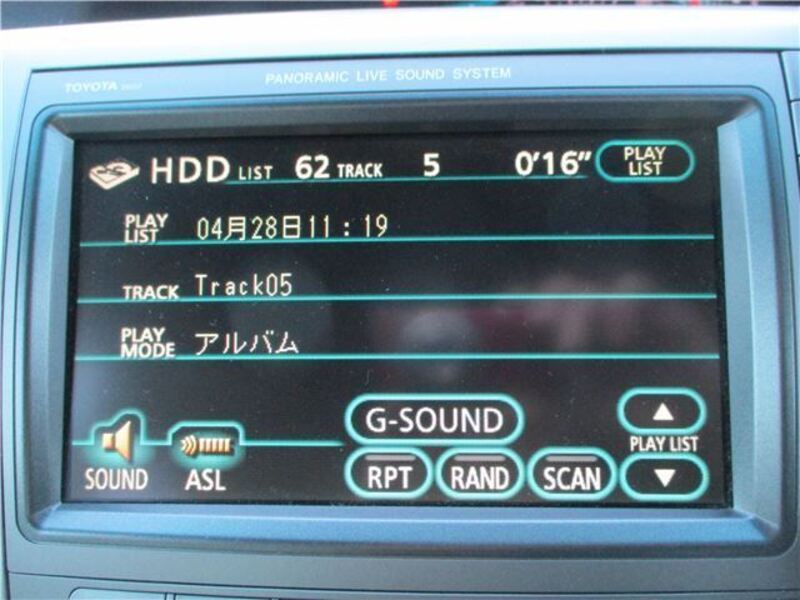 TOYOTA
PANORAMIC LIVE SOUND SYSTEM
HDD LIST 62 TRACK 5 0'16” PLAY LIST
PLAY LIST 04月28日11:19
TRACK Track05
PLAY MODE アルバム
G-SOUND ▲
SOUND ASL RPT RAND SCAN PLAY LIST
▼